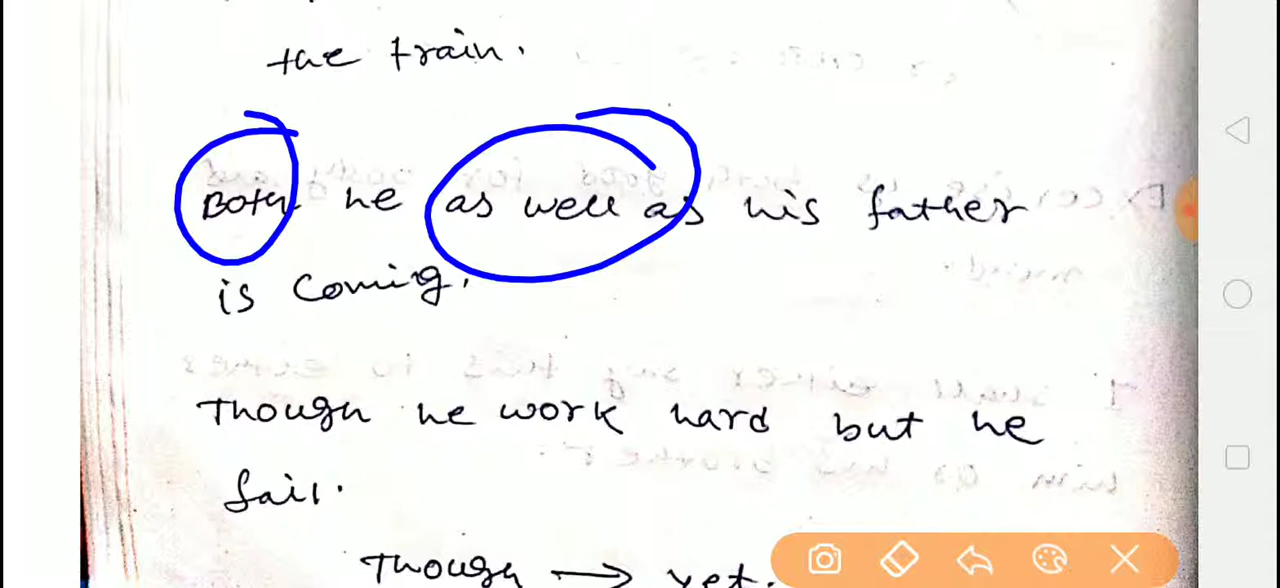 the train.
Both he as well as his father
is coming.
Though he work hard but he
fail.
Though → yet.